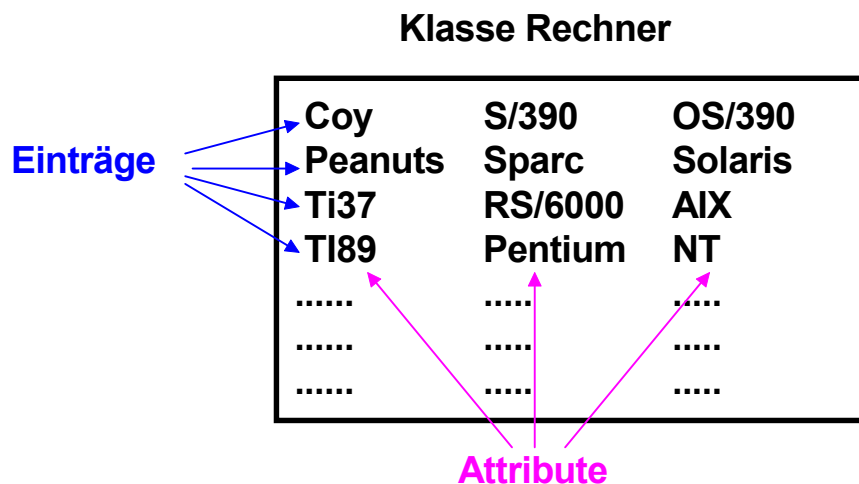 Klasse Rechner
Coy S/390 OS/390
Einträge Peanuts Sparc Solaris
Ti37 RS/6000 AIX
TI89 Pentium NT
...... ..... .....
...... ..... .....
...... ..... .....
Attribute